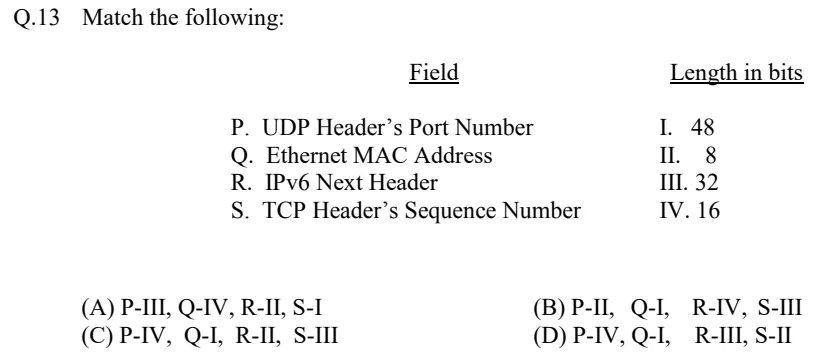 Q.13 Match the following:
Field Length in bits
P. UDP Header’s Port Number I. 48
Q. Ethernet MAC Address II. 8
R. IPv6 Next Header III. 32
S. TCP Header’s Sequence Number IV. 16
(A) P-III, Q-IV, R-II, S-I (B) P-II, Q-I, R-IV, S-III
(C) P-IV, Q-I, R-II, S-III (D) P-IV, Q-I, R-III, S-II